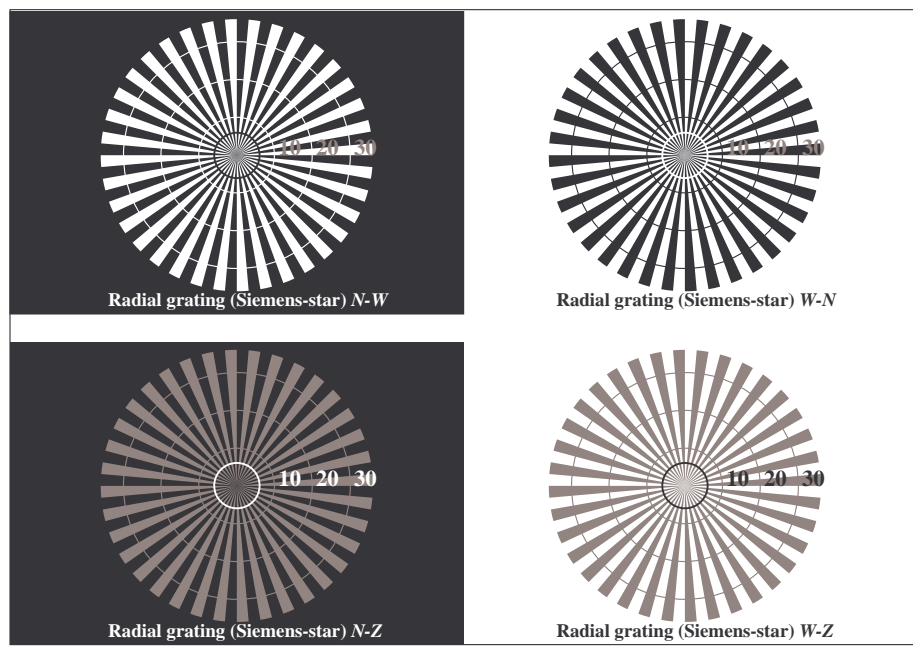 10 20 30
Radial grating (Siemens-star) N-W
10 20 30
Radial grating (Siemens-star) W-N
10 20 30
Radial grating (Siemens-star) N-Z
10 20 30
Radial grating (Siemens-star) W-Z